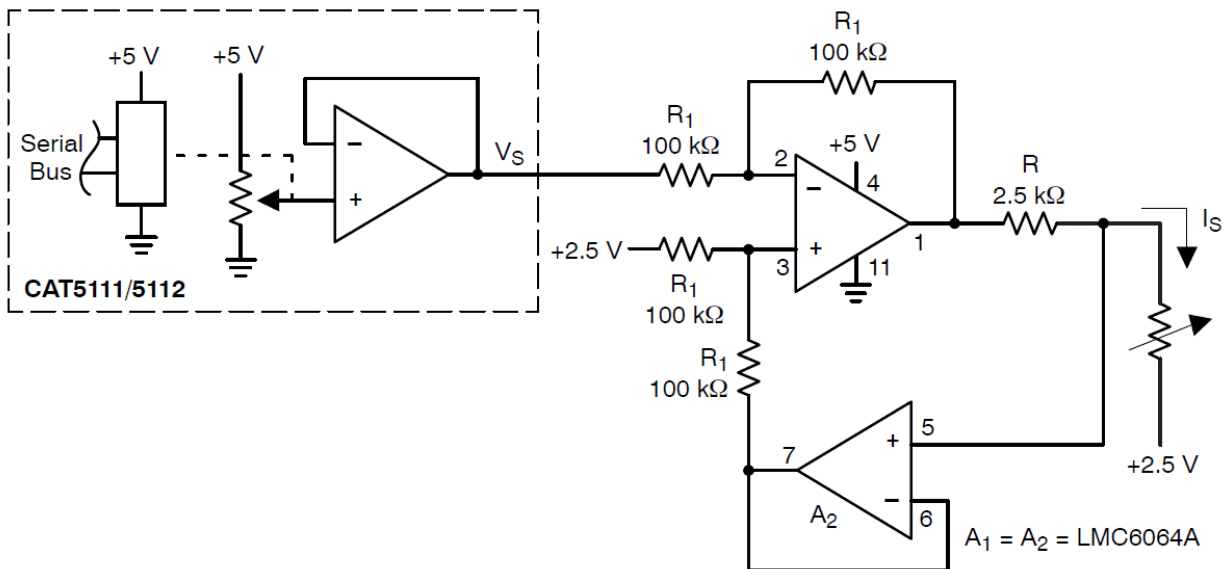 +5 V
+5 V
Serial
Bus
CAT5111/5112
−
+
V_S
R₁
100 kΩ
R₁
100 kΩ
+5 V
2
−
4
3
+
11
1
+2.5 V
R₁
100 kΩ
R₁
100 kΩ
R
2.5 kΩ
I_S
+2.5 V
7
+
5
−
6
A₂
A₁ = A₂ = LMC6064A